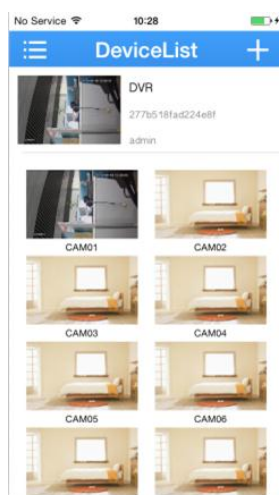 No Service 10:28
DeviceList
DVR
277b518fad224e8f
admin
CAM01 CAM02
CAM03 CAM04
CAM05 CAM06